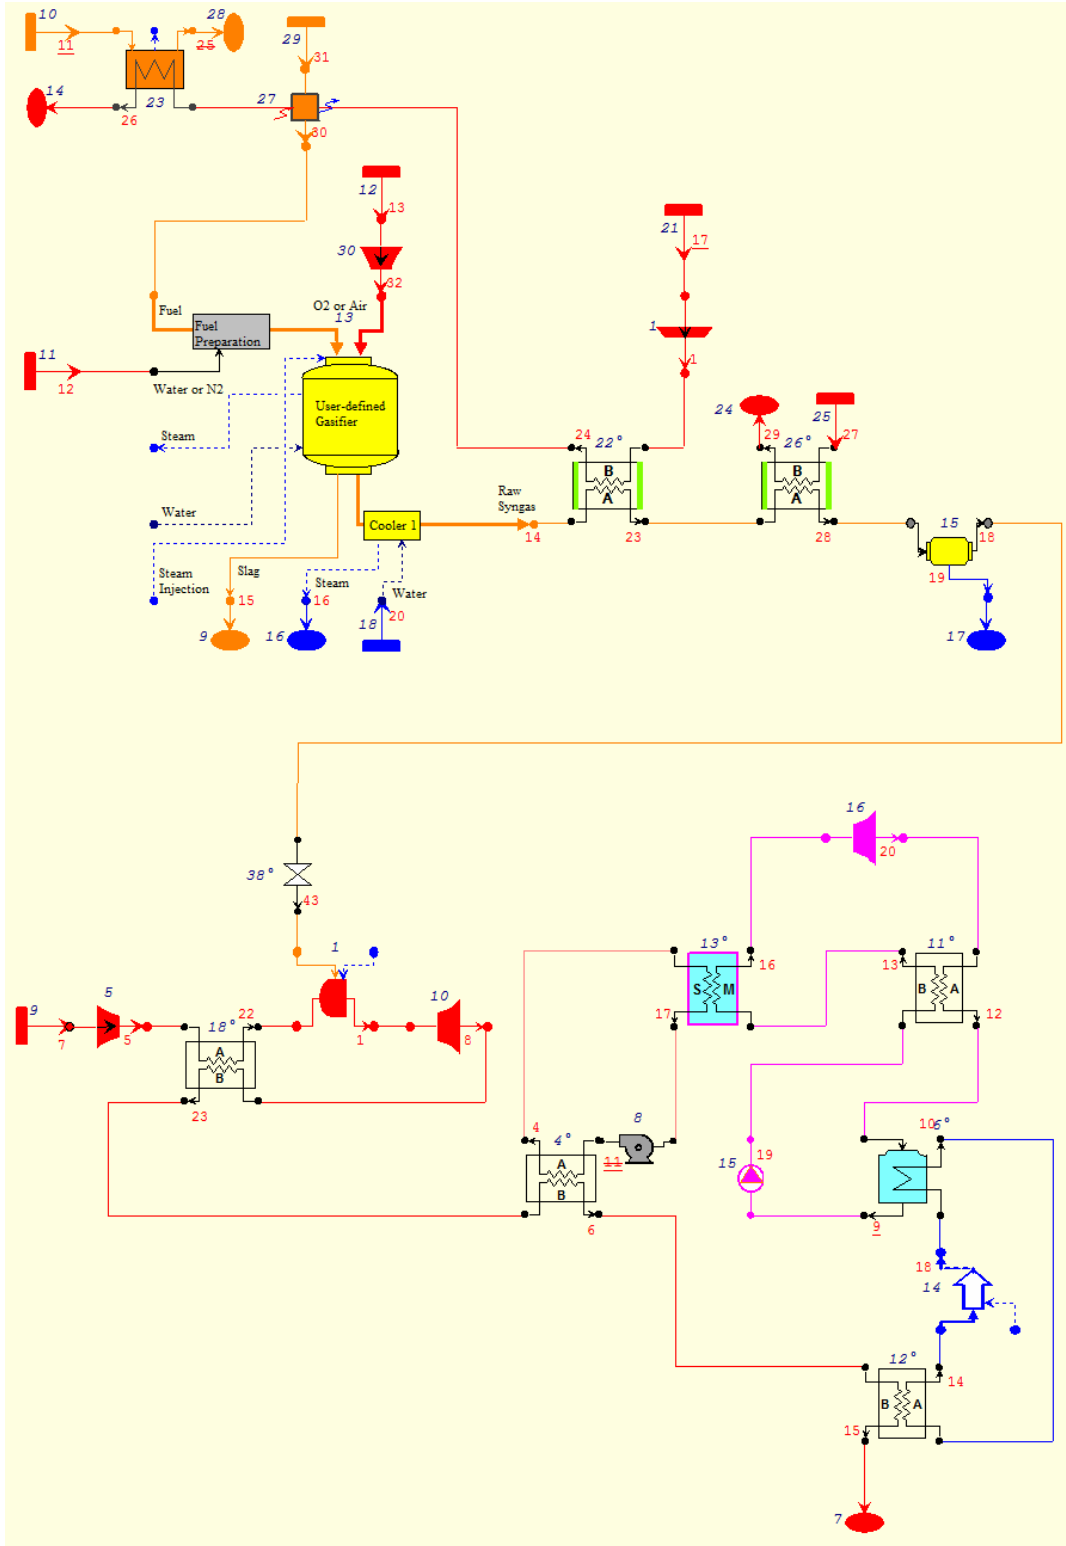 10
28
29
11
25
31
14
23
26
27
30
12
13
30
32
21
17
Fuel
O2 or Air
13
Fuel
Preparation
1
1
11
12
Water or N2
User-defined
Gasifier
24
25
29
27
24
22°
26°
B
A
B
A
Steam
Raw
Syngas
14
23
28
15
18
19
Water
Cooler 1
Steam
Injection
Slag
Steam
Water
15
16
20
18
9
16
17
16
20
38°
43
1
13°
11°
16
13
S
M
B
A
17
12
9
5
22
10
7
5
18°
1
8
A
B
23
4
4°
8
11
A
B
6
15
19
10
6°
9
18
14
12°
14
B
A
15
7